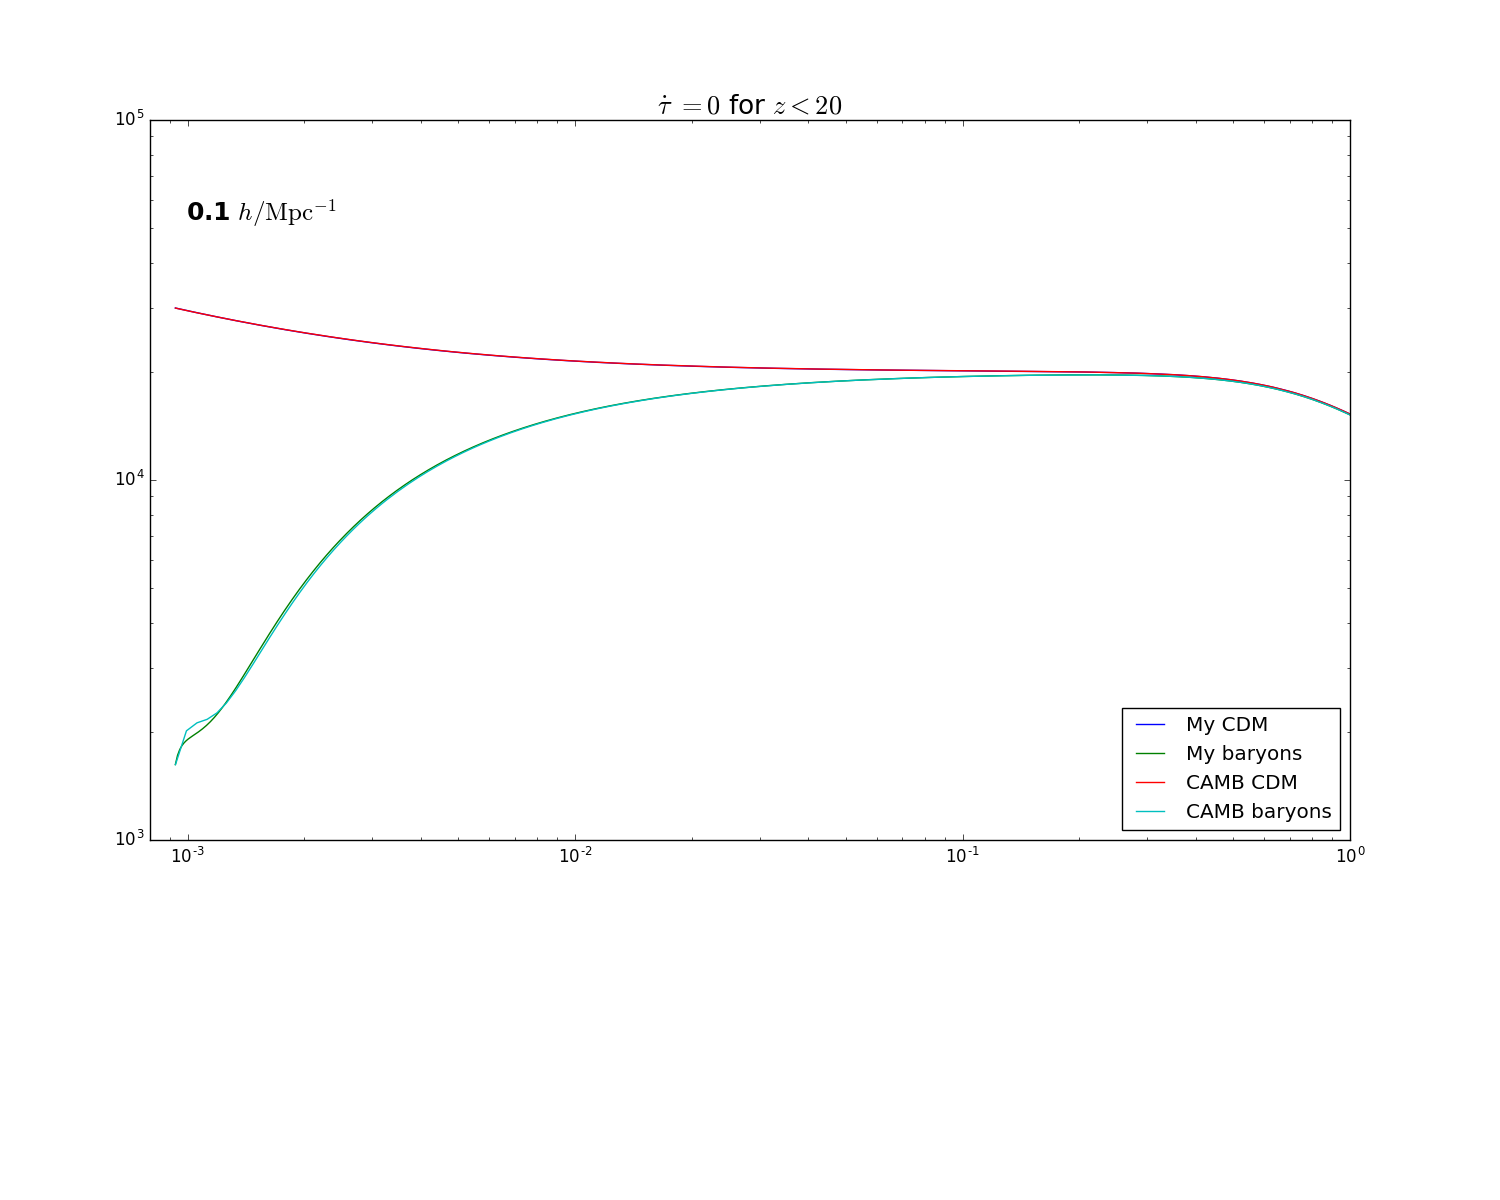 τ̇ = 0 for z < 20
10⁵
0.1 h/Mpc⁻¹
10⁴
10³
My CDM
My baryons
CAMB CDM
CAMB baryons
10⁻³ 10⁻² 10⁻¹ 10⁰